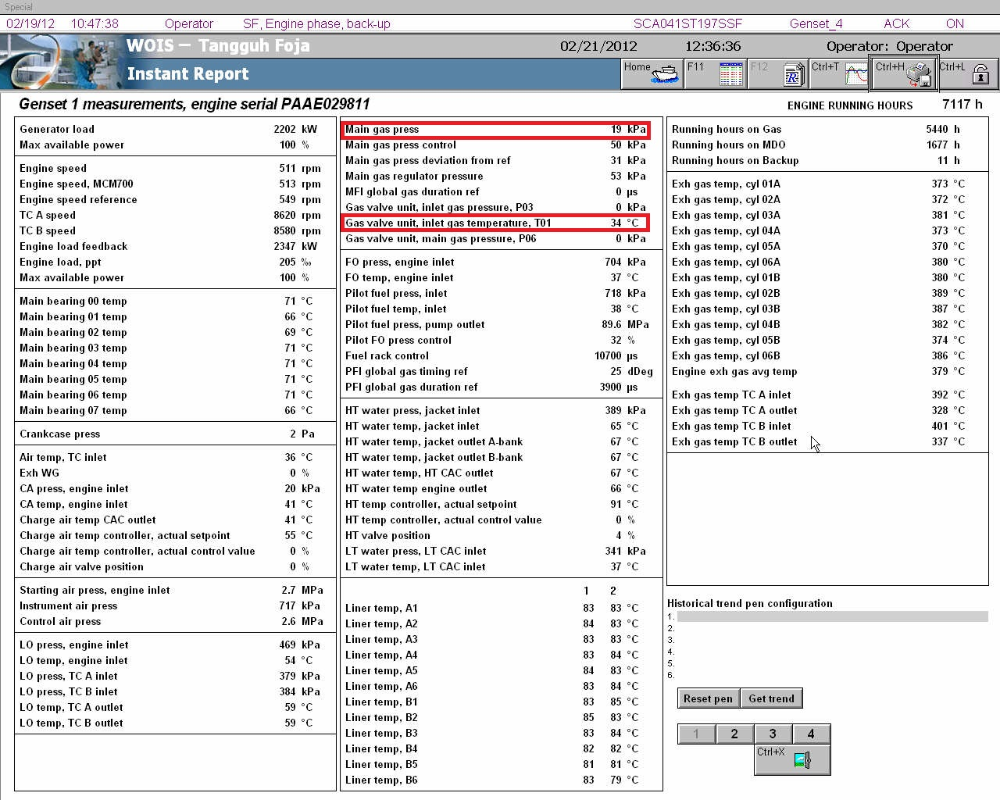 Special
02/19/12 10:47:38 Operator SF, Engine phase, back-up SCA041ST197SSF Genset_4 ACK ON
WOIS – Tangguh Foja 02/21/2012 12:36:36 Operator: Operator
Instant Report
Home F11 F12 Ctrl+T Ctrl+H Ctrl+L
Genset 1 measurements, engine serial PAAE029811
ENGINE RUNNING HOURS 7117 h
Generator load 2202 kW
Max available power 100 %
Engine speed 511 rpm
Engine speed, MCM700 513 rpm
Engine speed reference 549 rpm
TC A speed 8620 rpm
TC B speed 8580 rpm
Engine load feedback 2347 kW
Engine load, ppt 205 ‰
Max available power 100 %
Main bearing 00 temp 71 °C
Main bearing 01 temp 66 °C
Main bearing 02 temp 69 °C
Main bearing 03 temp 71 °C
Main bearing 04 temp 71 °C
Main bearing 05 temp 71 °C
Main bearing 06 temp 71 °C
Main bearing 07 temp 66 °C
Crankcase press 2 Pa
Air temp, TC inlet 36 °C
Exh WG 0 %
CA press, engine inlet 20 kPa
CA temp, engine inlet 41 °C
Charge air temp CAC outlet 41 °C
Charge air temp controller, actual setpoint 55 °C
Charge air temp controller, actual control value 0 %
Charge air valve position 0 %
Starting air press, engine inlet 2.7 MPa
Instrument air press 717 kPa
Control air press 2.6 MPa
LO press, engine inlet 469 kPa
LO temp, engine inlet 54 °C
LO press, TC A inlet 379 kPa
LO press, TC B inlet 384 kPa
LO temp, TC A outlet 59 °C
LO temp, TC B outlet 59 °C
Main gas press 19 kPa
Main gas press control 50 kPa
Main gas press deviation from ref 31 kPa
Main gas regulator pressure 53 kPa
MFI global gas duration ref 0 µs
Gas valve unit, inlet gas pressure, P03 0 kPa
Gas valve unit, inlet gas temperature, T01 34 °C
Gas valve unit, main gas pressure, P06 0 kPa
FO press, engine inlet 704 kPa
FO temp, engine inlet 37 °C
Pilot fuel press, inlet 718 kPa
Pilot fuel temp, inlet 38 °C
Pilot fuel press, pump outlet 89.6 MPa
Pilot FO press control 32 %
Fuel rack control 10700 µs
PFI global gas timing ref 25 dDeg
PFI global gas duration ref 3900 µs
HT water press, jacket inlet 389 kPa
HT water temp, jacket inlet 65 °C
HT water temp, jacket outlet A-bank 67 °C
HT water temp, jacket outlet B-bank 67 °C
HT water temp, HT CAC outlet 67 °C
HT water temp engine outlet 66 °C
HT temp controller, actual setpoint 91 °C
HT temp controller, actual control value 0 %
HT valve position 4 %
LT water press, LT CAC inlet 341 kPa
LT water temp, LT CAC inlet 37 °C
1 2
Liner temp, A1 83 83 °C
Liner temp, A2 84 83 °C
Liner temp, A3 83 83 °C
Liner temp, A4 83 84 °C
Liner temp, A5 84 83 °C
Liner temp, A6 83 84 °C
Liner temp, B1 83 85 °C
Liner temp, B2 85 83 °C
Liner temp, B3 83 84 °C
Liner temp, B4 82 82 °C
Liner temp, B5 81 81 °C
Liner temp, B6 83 79 °C
Running hours on Gas 5440 h
Running hours on MDO 1677 h
Running hours on Backup 11 h
Exh gas temp, cyl 01A 373 °C
Exh gas temp, cyl 02A 372 °C
Exh gas temp, cyl 03A 381 °C
Exh gas temp, cyl 04A 373 °C
Exh gas temp, cyl 05A 370 °C
Exh gas temp, cyl 06A 380 °C
Exh gas temp, cyl 01B 380 °C
Exh gas temp, cyl 02B 389 °C
Exh gas temp, cyl 03B 387 °C
Exh gas temp, cyl 04B 382 °C
Exh gas temp, cyl 05B 374 °C
Exh gas temp, cyl 06B 386 °C
Engine exh gas avg temp 379 °C
Exh gas temp TC A inlet 392 °C
Exh gas temp TC A outlet 328 °C
Exh gas temp TC B inlet 401 °C
Exh gas temp TC B outlet 337 °C
Historical trend pen configuration
1.
2.
3.
4.
5.
6.
Reset pen Get trend
1 2 3 4
Ctrl+X